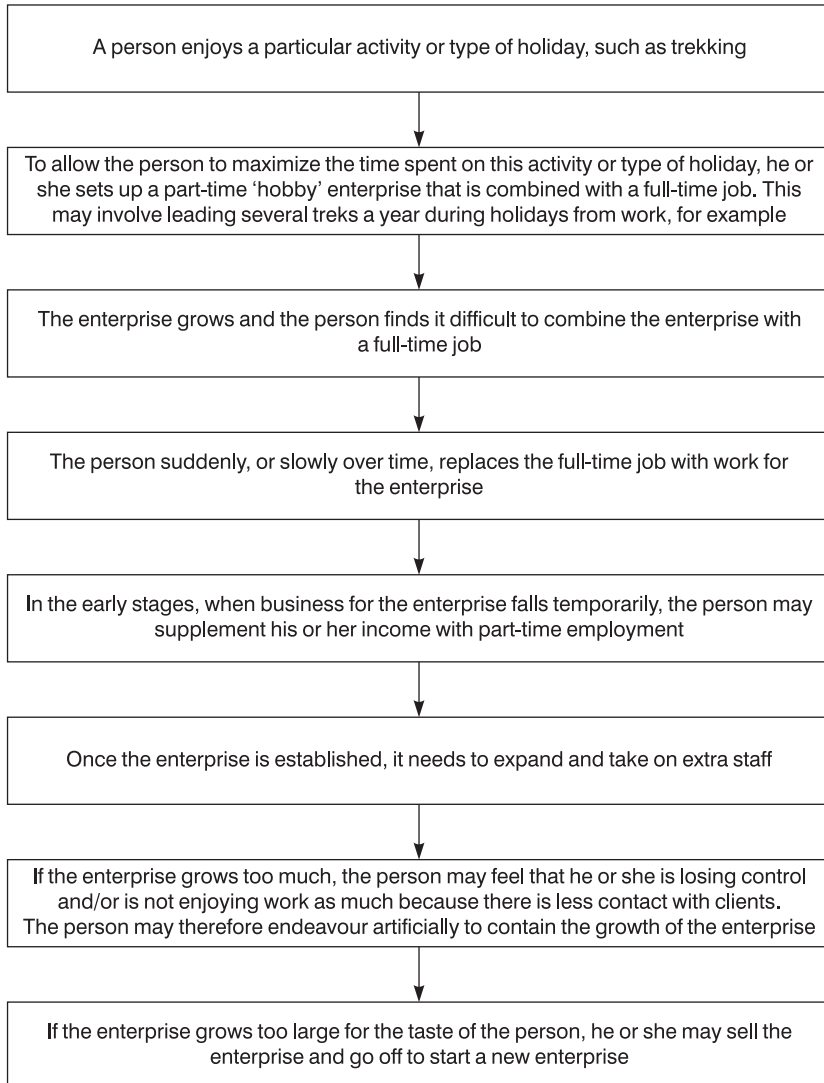 A person enjoys a particular activity or type of holiday, such as trekking
To allow the person to maximize the time spent on this activity or type of holiday, he or
she sets up a part-time ‘hobby’ enterprise that is combined with a full-time job. This
may involve leading several treks a year during holidays from work, for example
The enterprise grows and the person finds it difficult to combine the enterprise with
a full-time job
The person suddenly, or slowly over time, replaces the full-time job with work for
the enterprise
In the early stages, when business for the enterprise falls temporarily, the person may
supplement his or her income with part-time employment
Once the enterprise is established, it needs to expand and take on extra staff
If the enterprise grows too much, the person may feel that he or she is losing control
and/or is not enjoying work as much because there is less contact with clients.
The person may therefore endeavour artificially to contain the growth of the enterprise
If the enterprise grows too large for the taste of the person, he or she may sell the
enterprise and go off to start a new enterprise